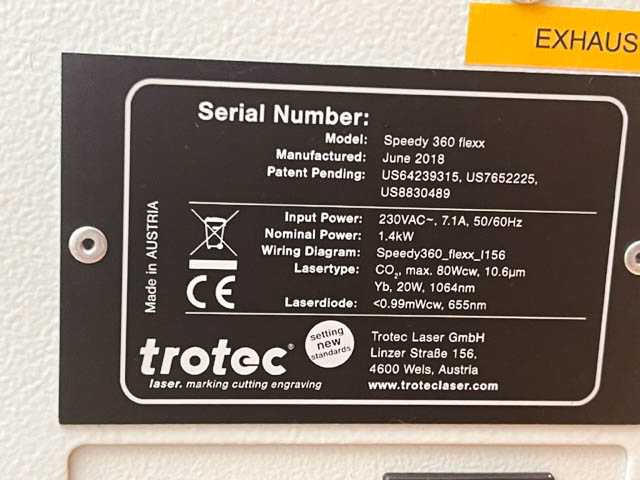 EXHAUS
Serial Number:
Model: Speedy 360 flexx
Manufactured: June 2018
Patent Pending: US64239315, US7652225,
US8830489
Made in AUSTRIA
Input Power: 230VAC~, 7.1A, 50/60Hz
Nominal Power: 1.4kW
Wiring Diagram: Speedy360_flexx_I156
Lasertype: CO₂, max. 80Wcw, 10.6µm
Yb, 20W, 1064nm
CE
Laserdiode: <0.99mWcw, 655nm
trotec®
laser. marking cutting engraving
setting
new
standards
Trotec Laser GmbH
Linzer Straße 156,
4600 Wels, Austria
www.troteclaser.com